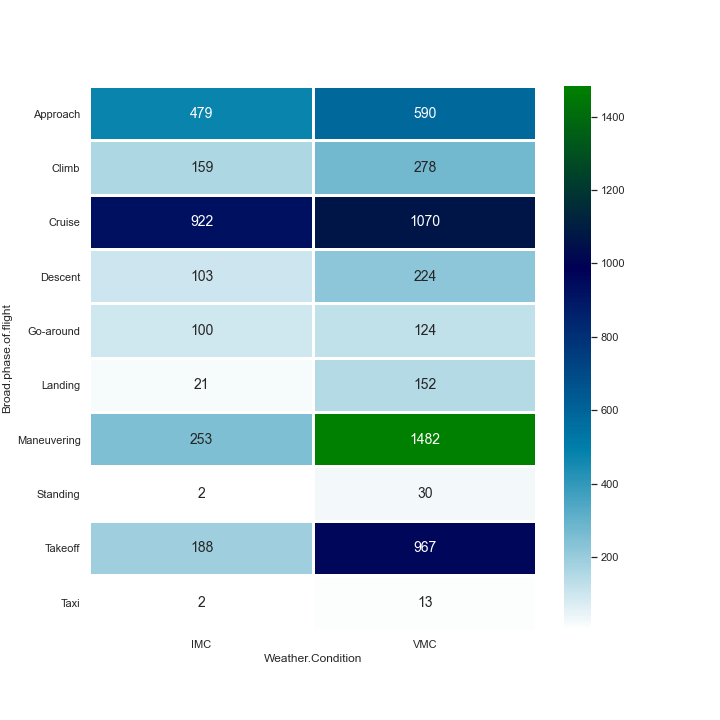 Approach 479 590
Climb 159 278
Cruise 922 1070
Descent 103 224
Go-around 100 124
Landing 21 152
Maneuvering 253 1482
Standing 2 30
Takeoff 188 967
Taxi 2 13
IMC VMC
Weather.Condition
Broad.phase.of.flight
1400
1200
1000
800
600
400
200